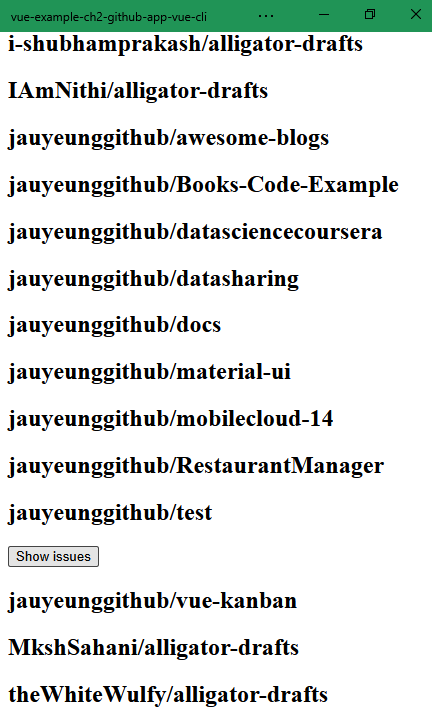 vue-example-ch2-github-app-vue-cli
i-shubhamprakash/alligator-drafts
IAmNithi/alligator-drafts
jauyeunggithub/awesome-blogs
jauyeunggithub/Books-Code-Example
jauyeunggithub/datasciencecoursera
jauyeunggithub/datasharing
jauyeunggithub/docs
jauyeunggithub/material-ui
jauyeunggithub/mobilecloud-14
jauyeunggithub/RestaurantManager
jauyeunggithub/test
Show issues
jauyeunggithub/vue-kanban
MkshSahani/alligator-drafts
theWhiteWulfy/alligator-drafts